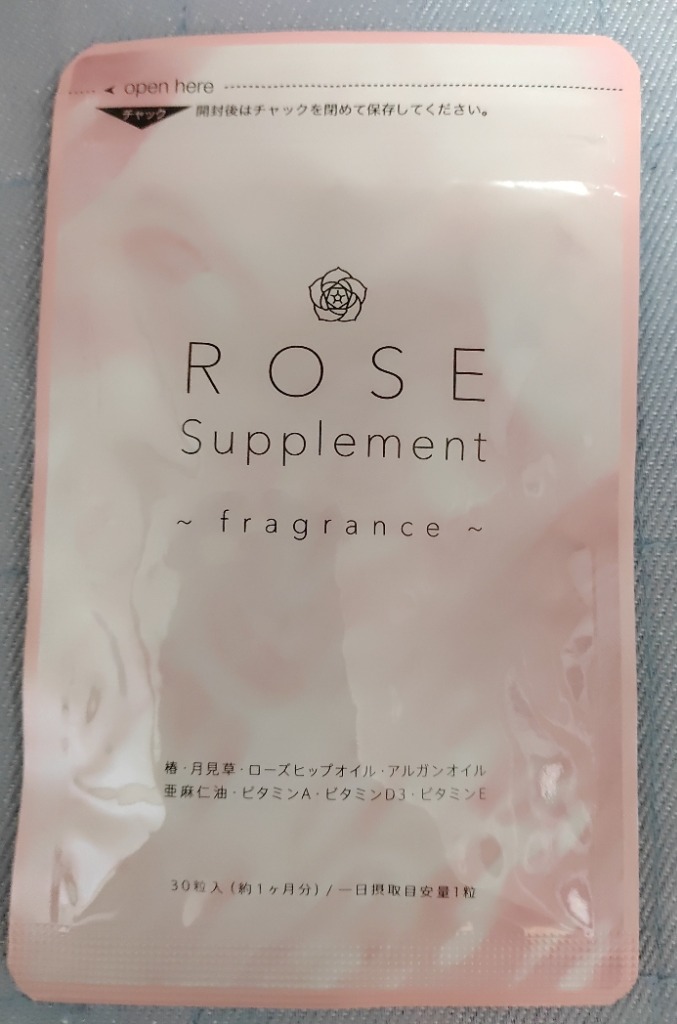 open here
チャック 開封後はチャックを閉めて保存してください。
ROSE
Supplement
~ fragrance ~
椿・月見草・ローズヒップオイル・アルガンオイル
亜麻仁油・ビタミンA・ビタミンD3・ビタミンE
30粒入(約1ヶ月分)/一日摂取目安量1粒